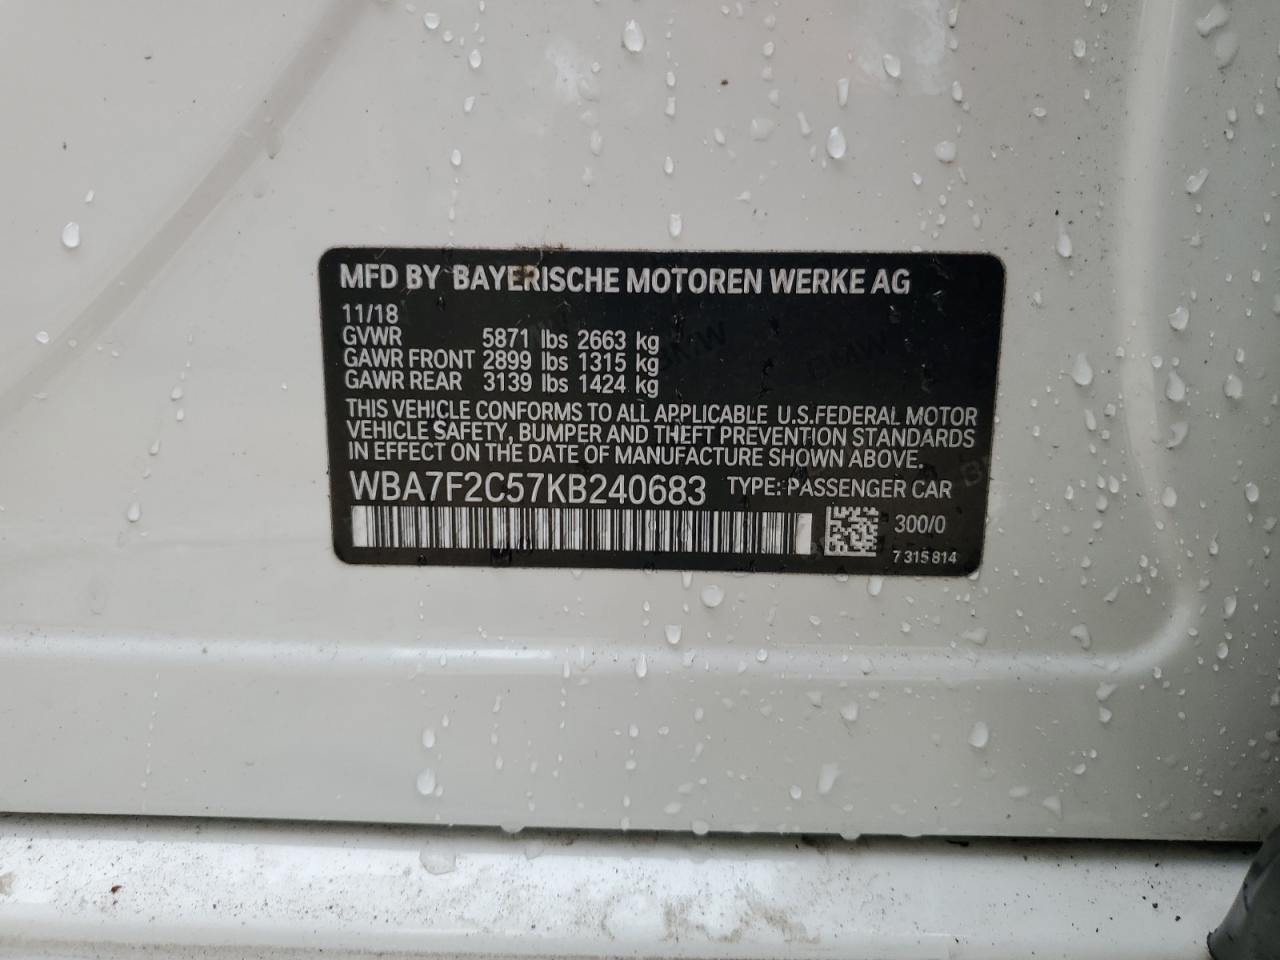 MFD BY BAYERISCHE MOTOREN WERKE AG
11/18
GVWR 5871 lbs 2663 kg
GAWR FRONT 2899 lbs 1315 kg
GAWR REAR 3139 lbs 1424 kg
THIS VEHICLE CONFORMS TO ALL APPLICABLE U.S.FEDERAL MOTOR
VEHICLE SAFETY, BUMPER AND THEFT PREVENTION STANDARDS
IN EFFECT ON THE DATE OF MANUFACTURE SHOWN ABOVE.
WBA7F2C57KB240683 TYPE: PASSENGER CAR
300/0
7 315 814
BMW
BMW